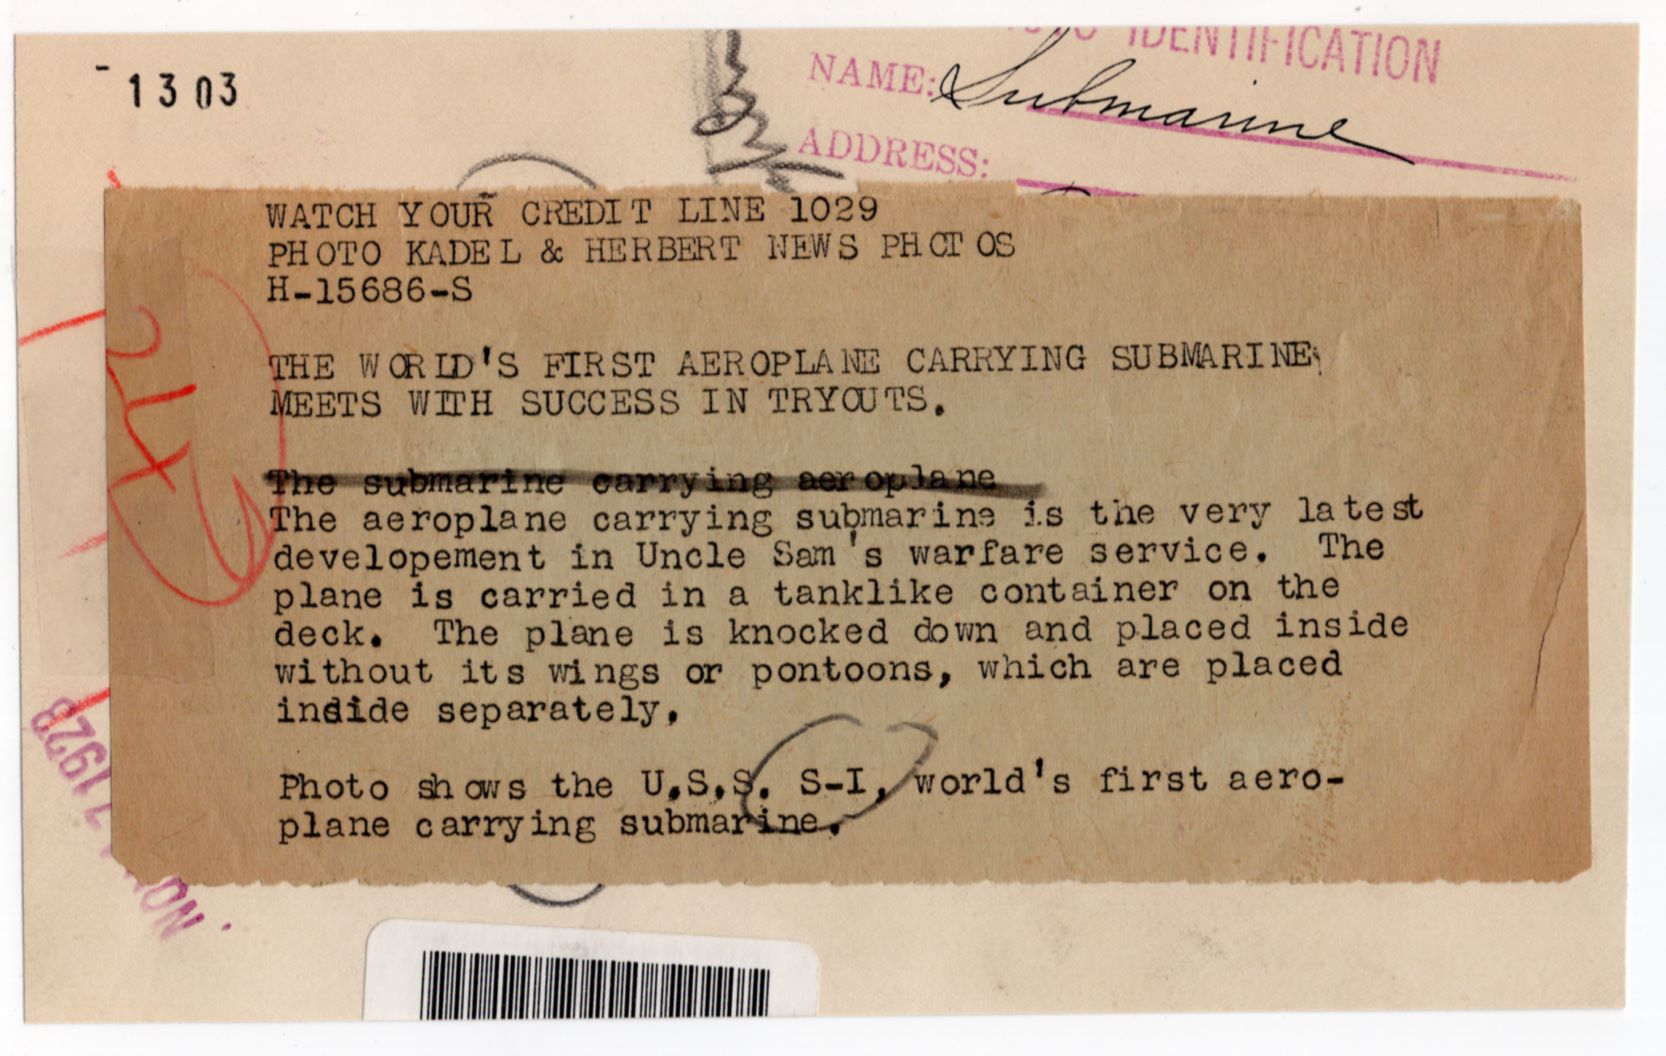 1303
IDENTIFICATION
NAME: Submarine
ADDRESS:
WATCH YOUR CREDIT LINE 1029
PHOTO KADEL & HERBERT NEWS PHOTOS
H-15686-S
THE WORLD'S FIRST AEROPLANE CARRYING SUBMARINE
MEETS WITH SUCCESS IN TRYOUTS.
The submarine carrying aeroplane
The aeroplane carrying submarine is the very latest
developement in Uncle Sam's warfare service. The
plane is carried in a tanklike container on the
deck. The plane is knocked down and placed inside
without its wings or pontoons, which are placed
indide separately.
Photo shows the U.S.S. S-I, world's first aero-
plane carrying submarine.
NOV 1 1923